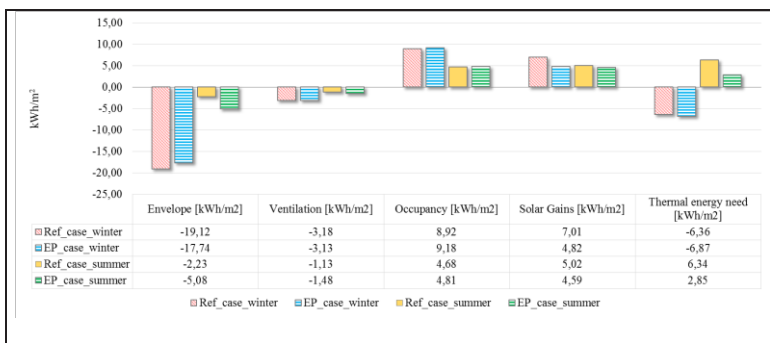 15,00
10,00
5,00
0,00
-5,00
-10,00
-15,00
-20,00
-25,00
kWh/m²
Envelope [kWh/m2] Ventilation [kWh/m2] Occupancy [kWh/m2] Solar Gains [kWh/m2] Thermal energy need
[kWh/m2]
Ref_case_winter -19,12 -3,18 8,92 7,01 -6,36
EP_case_winter -17,74 -3,13 9,18 4,82 -6,87
Ref_case_summer -2,23 -1,13 4,68 5,02 6,34
EP_case_summer -5,08 -1,48 4,81 4,59 2,85
Ref_case_winter EP_case_winter Ref_case_summer EP_case_summer